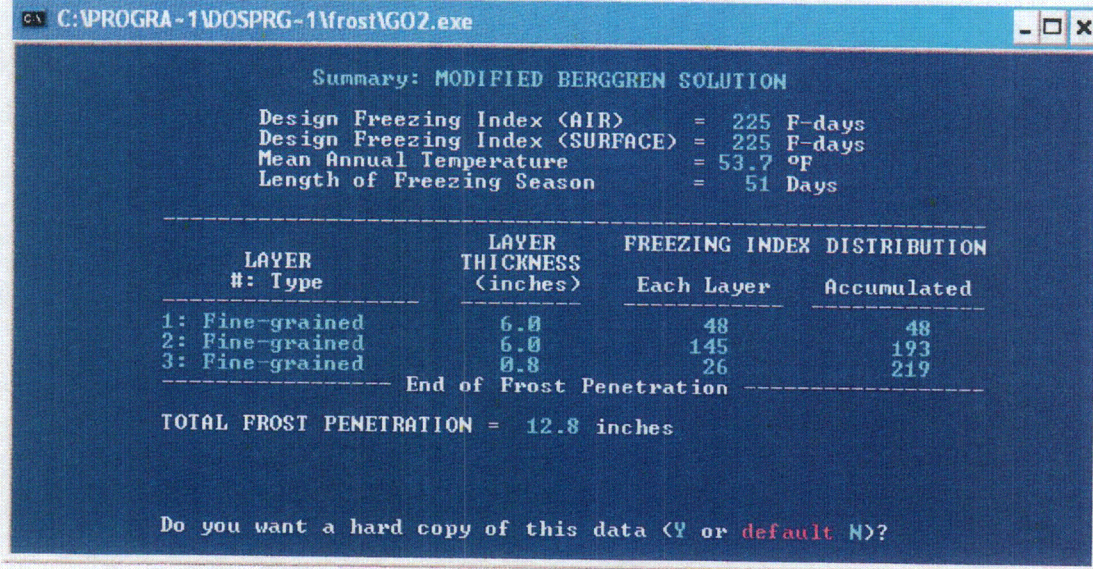 C:\PROGRA~1\DOSPRG~1\frost\GO2.exe
Summary: MODIFIED BERGGREN SOLUTION
Design Freezing Index (AIR) = 225 F-days
Design Freezing Index (SURFACE) = 225 F-days
Mean Annual Temperature = 53.7 ºF
Length of Freezing Season = 51 Days
LAYER #: Type LAYER THICKNESS (inches) FREEZING INDEX DISTRIBUTION
Each Layer Accumulated
1: Fine-grained 6.0 48 48
2: Fine-grained 6.0 145 193
3: Fine-grained 0.8 26 219
End of Frost Penetration
TOTAL FROST PENETRATION = 12.8 inches
Do you want a hard copy of this data (Y or default N)?